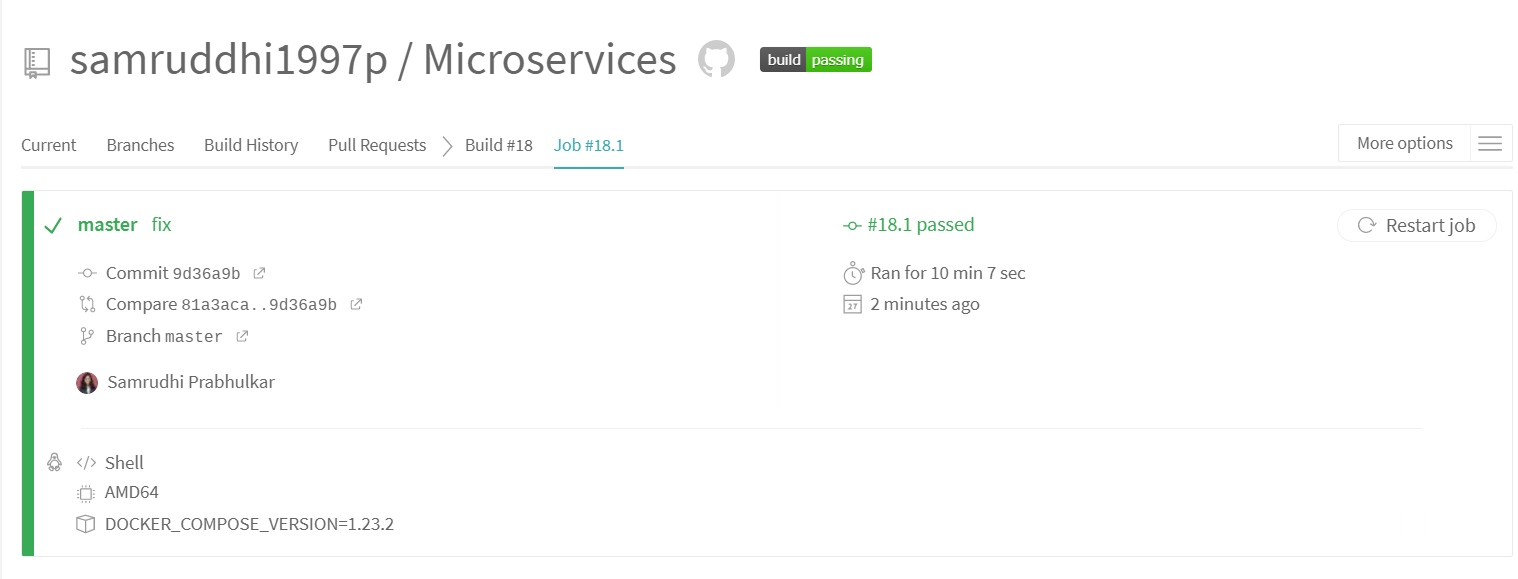 samruddhi1997p / Microservices build passing
Current Branches Build History Pull Requests Build #18 Job #18.1 More options
master fix #18.1 passed Restart job
Commit 9d36a9b Ran for 10 min 7 sec
Compare 81a3aca..9d36a9b 27 2 minutes ago
Branch master
Samrudhi Prabhulkar
</> Shell
AMD64
DOCKER_COMPOSE_VERSION=1.23.2